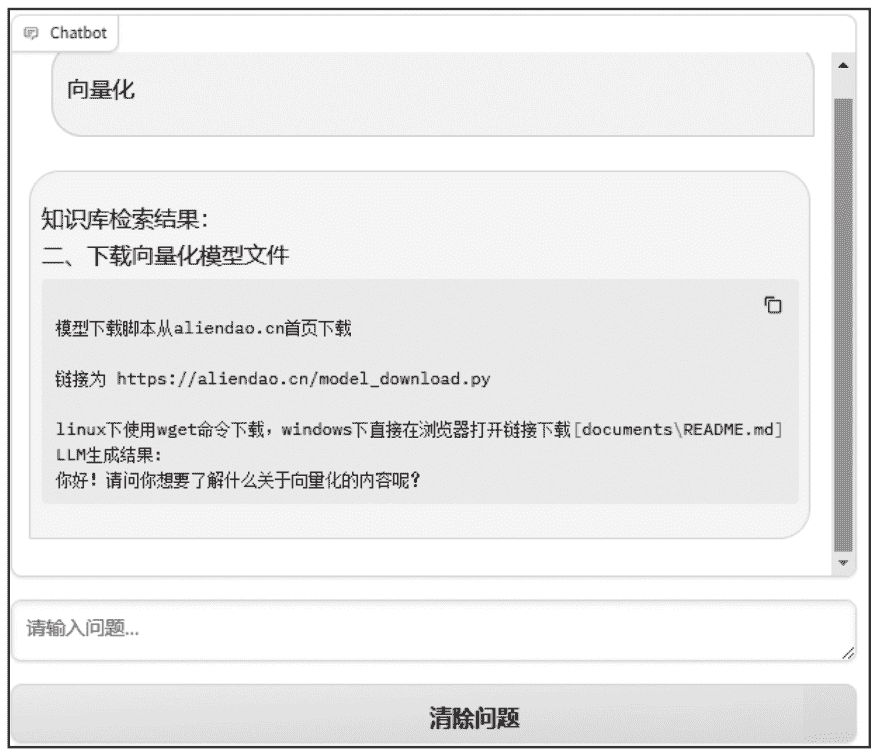 Chatbot
向量化
知识库检索结果:
二、下载向量化模型文件
模型下载脚本从aliendao.cn首页下载
链接为 https://aliendao.cn/model_download.py
linux下使用wget命令下载，windows下直接在浏览器打开链接下载[documents\README.md]
LLM生成结果:
你好！请问你想要了解什么关于向量化的内容呢？
请输入问题...
清除问题